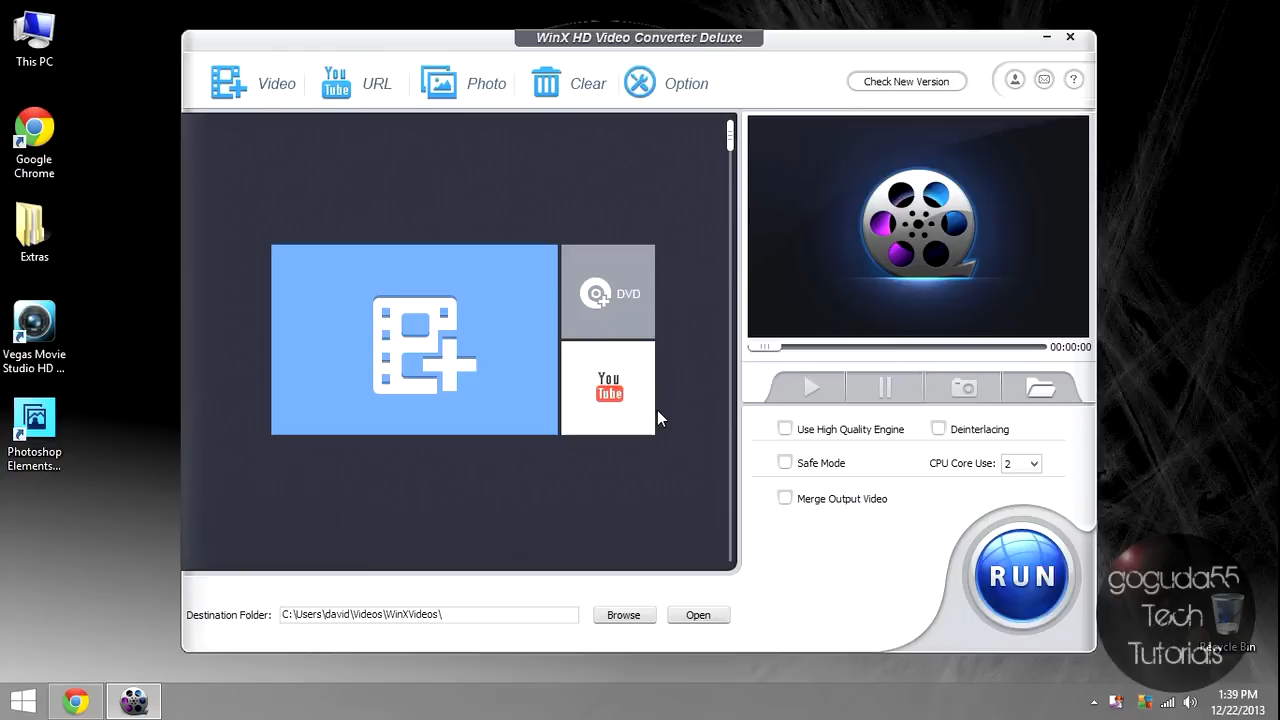 This PC
Google
Chrome
Extras
Vegas Movie
Studio HD ...
Photoshop
Elements...
WinX HD Video Converter Deluxe
Video
You
Tube
URL
Photo
Clear
Option
Check New Version
?
DVD
You
Tube
00:00:00
Use High Quality Engine
Deinterlacing
Safe Mode
CPU Core Use: 2
Merge Output Video
RUN
Destination Folder: C:\Users\david\Videos\WinXVideos\
Browse
Open
goguda55
Tech
Tutorials
Recycle Bin
1:39 PM
12/22/2013